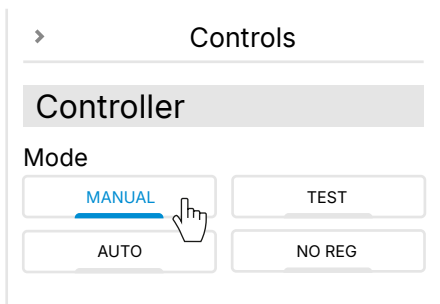 Controls
Controller
Mode
MANUAL TEST
AUTO NO REG